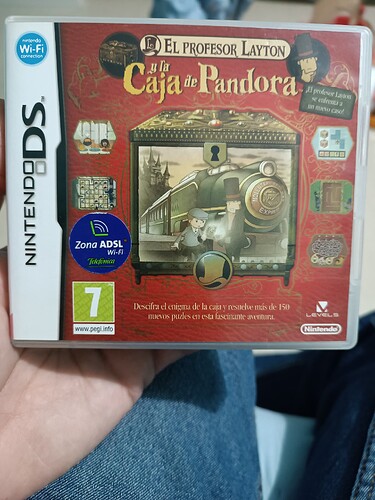 Nintendo
Wi-Fi
connection
NINTENDO DS
EL PROFESOR LAYTON
y la
Caja de Pandora
¡El profesor Layton
se enfrenta a
un nuevo caso!
Zona ADSL
Wi-Fi
Telefónica
7
www.pegi.info
Descifra el enigma de la caja y resuelve más de 150
nuevos puzles en esta fascinante aventura.
LEVEL5
Nintendo